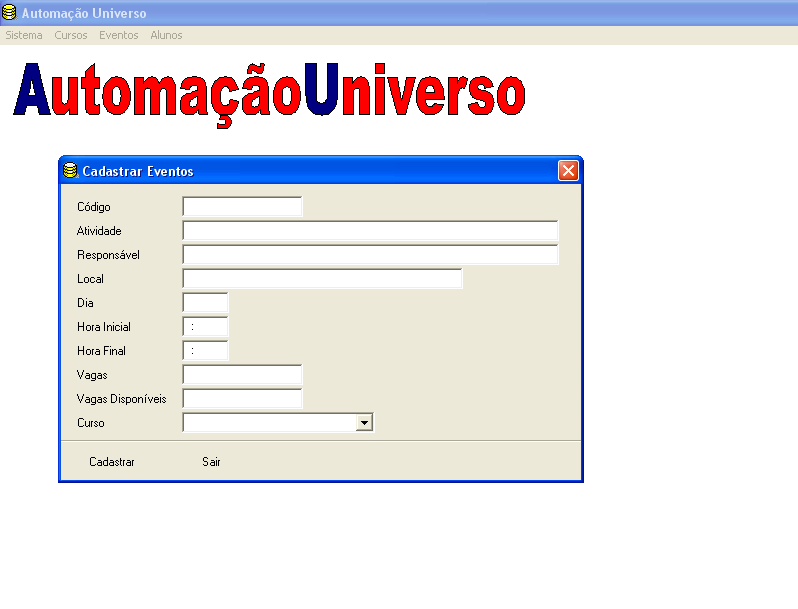 Automação Universo
Sistema Cursos Eventos Alunos
AutomaçãoUniverso
Cadastrar Eventos
Código
Atividade
Responsável
Local
Dia
Hora Inicial :
Hora Final :
Vagas
Vagas Disponíveis
Curso
Cadastrar Sair